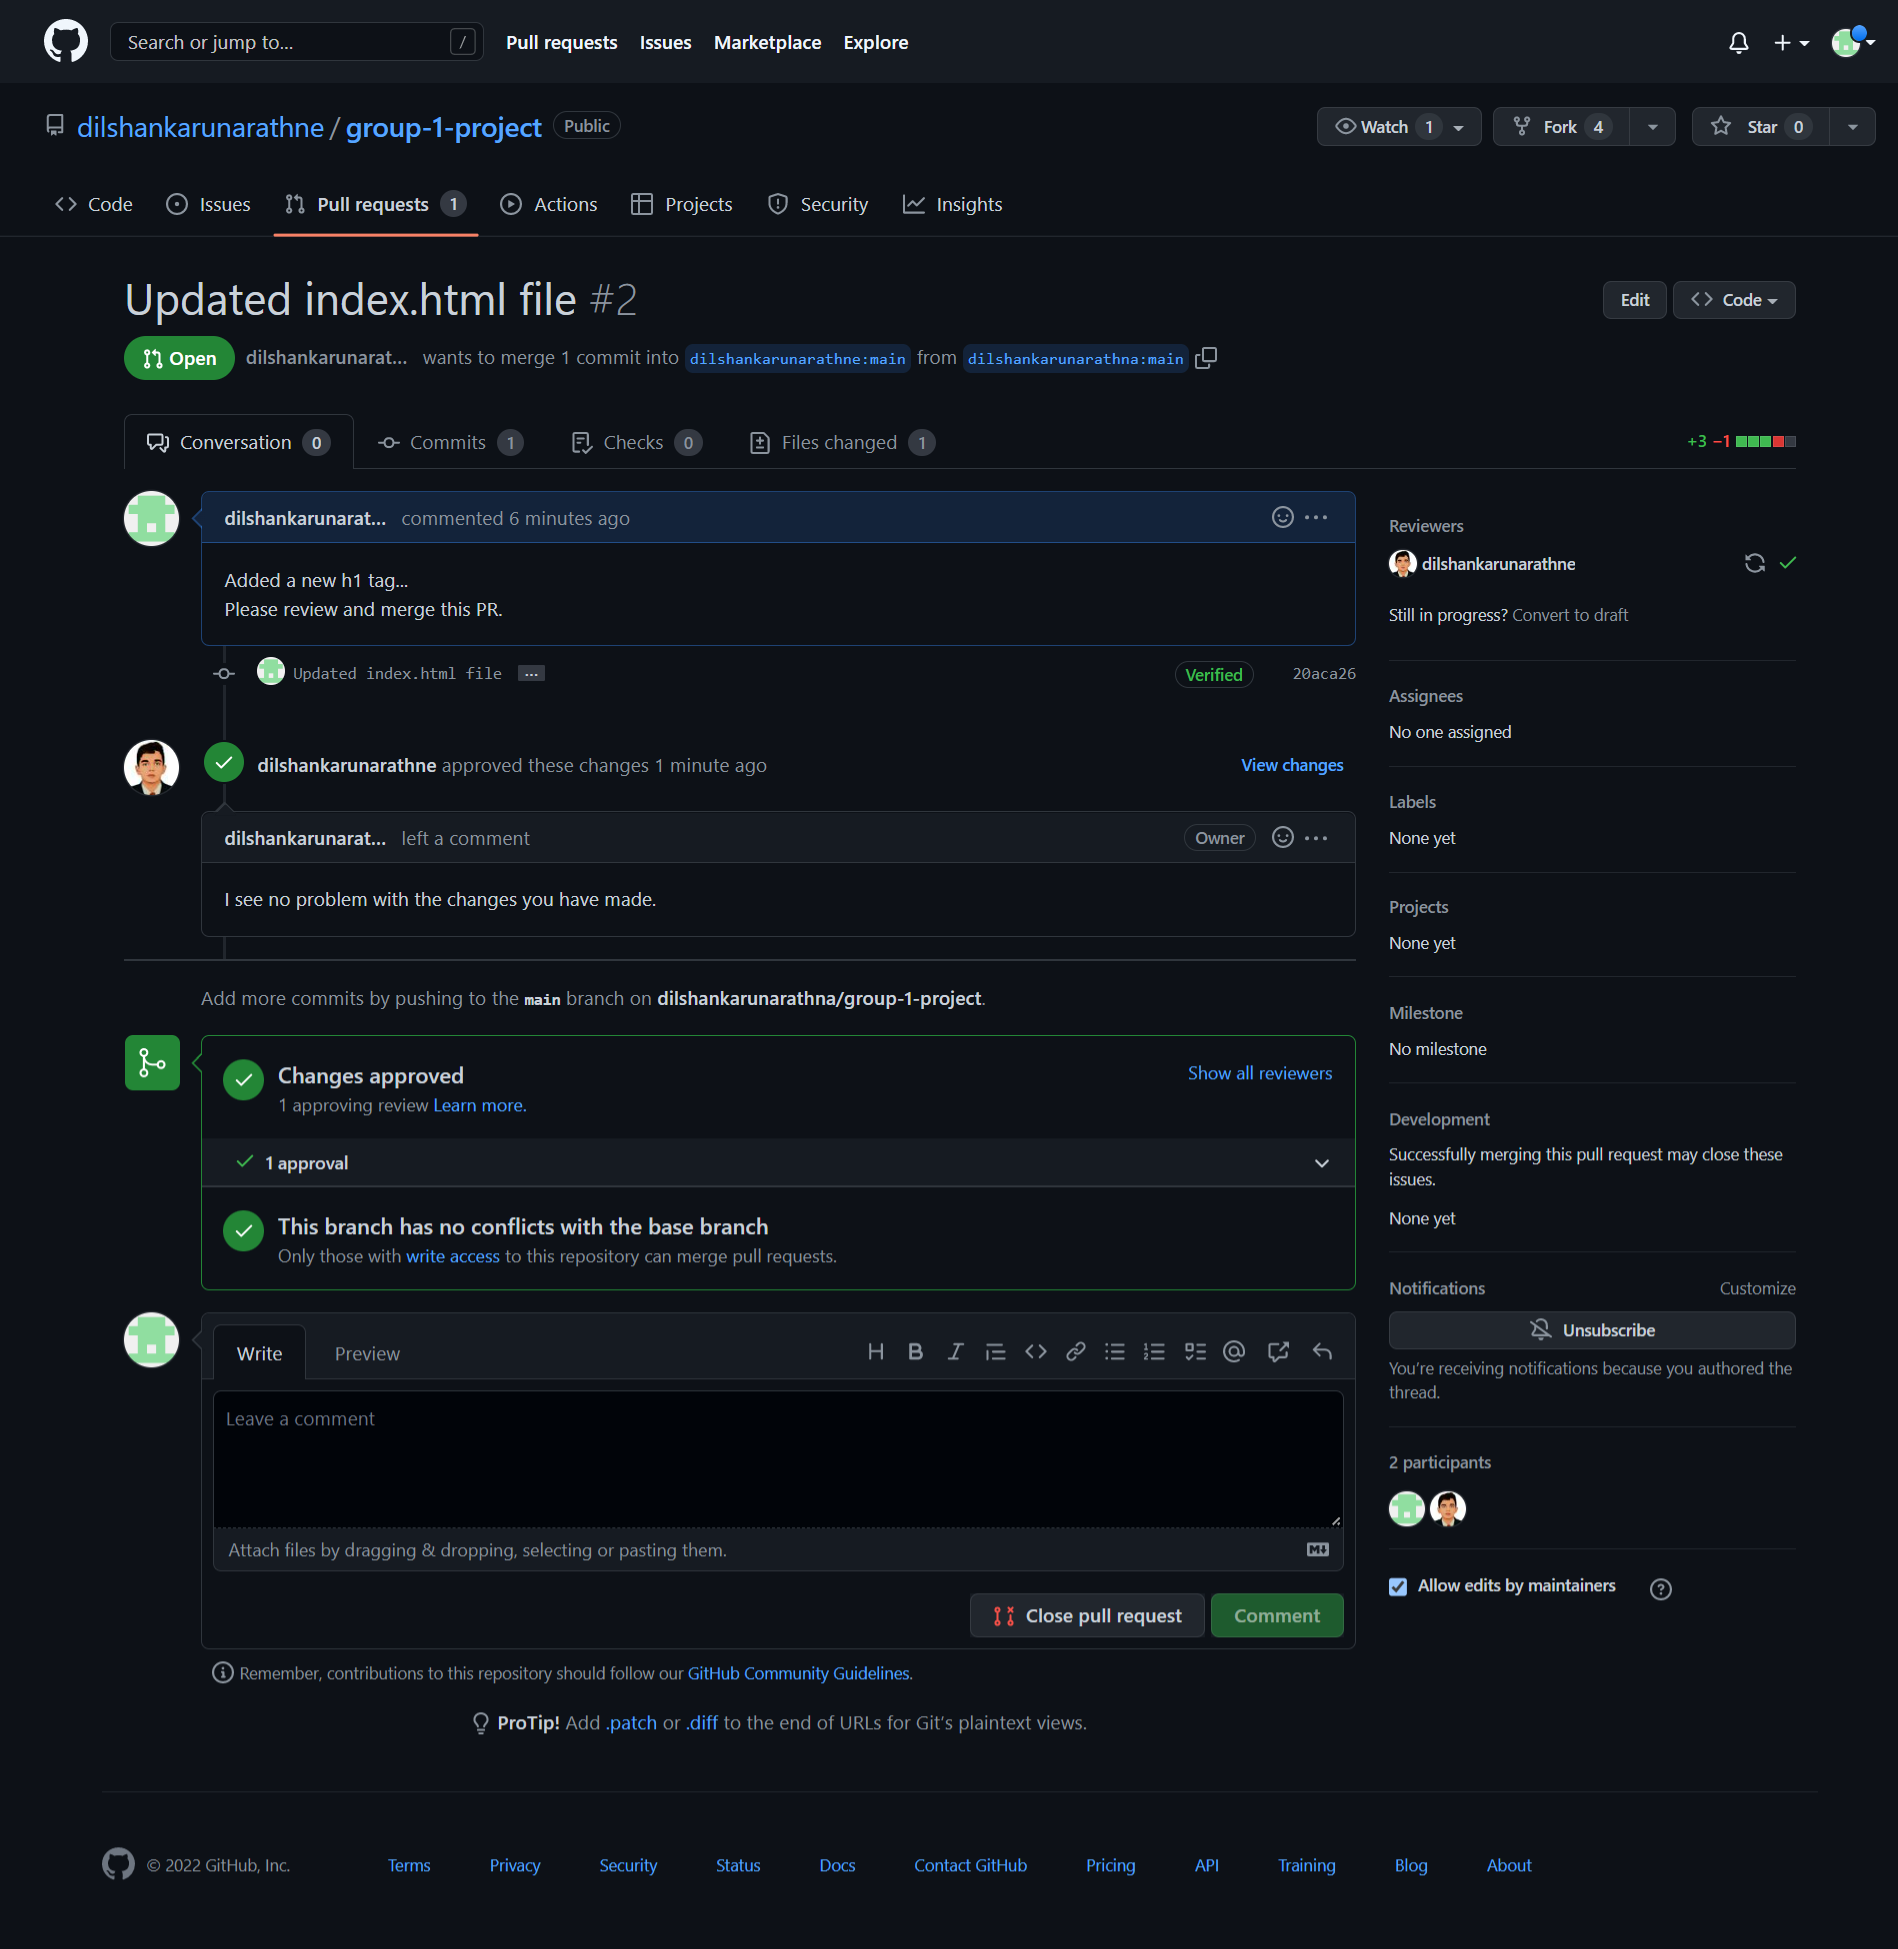 Search or jump to... /
Pull requests Issues Marketplace Explore
dilshankarunarathne / group-1-project Public
Watch 1 Fork 4 Star 0
Code Issues Pull requests 1 Actions Projects Security Insights
Updated index.html file #2
Edit Code
Open dilshankarunarat... wants to merge 1 commit into dilshankarunarathne:main from dilshankarunarathna:main
Conversation 0 Commits 1 Checks 0 Files changed 1
+3 −1
dilshankarunarat... commented 6 minutes ago
Added a new h1 tag...
Please review and merge this PR.
Updated index.html file ... Verified 20aca26
dilshankarunarathne approved these changes 1 minute ago View changes
dilshankarunarat... left a comment Owner
I see no problem with the changes you have made.
Add more commits by pushing to the main branch on dilshankarunarathna/group-1-project.
Changes approved Show all reviewers
1 approving review Learn more.
1 approval
This branch has no conflicts with the base branch
Only those with write access to this repository can merge pull requests.
Write Preview
Leave a comment
Attach files by dragging & dropping, selecting or pasting them.
Close pull request Comment
Remember, contributions to this repository should follow our GitHub Community Guidelines.
ProTip! Add .patch or .diff to the end of URLs for Git's plaintext views.
Reviewers
dilshankarunarathne
Still in progress? Convert to draft
Assignees
No one assigned
Labels
None yet
Projects
None yet
Milestone
No milestone
Development
Successfully merging this pull request may close these
issues.
None yet
Notifications Customize
Unsubscribe
You're receiving notifications because you authored the
thread.
2 participants
Allow edits by maintainers
© 2022 GitHub, Inc. Terms Privacy Security Status Docs Contact GitHub Pricing API Training Blog About